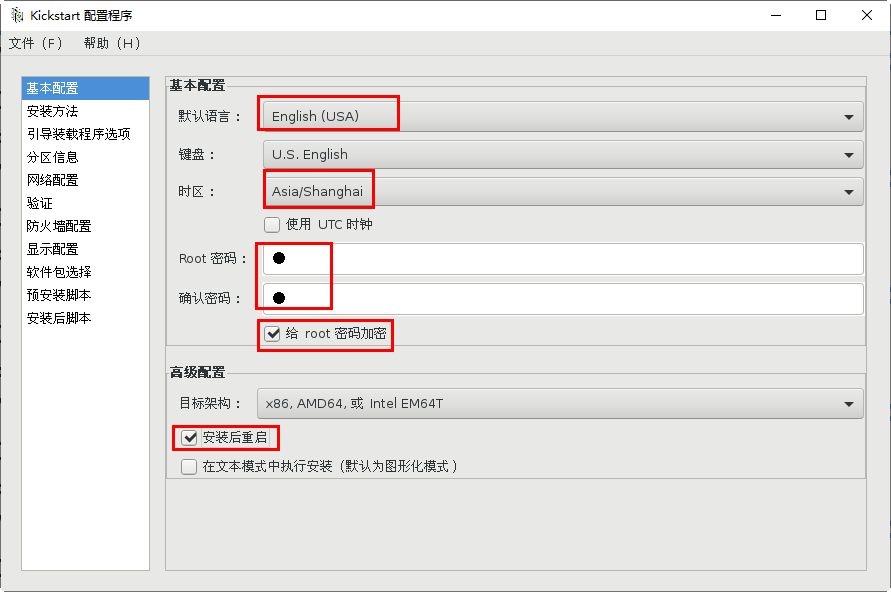 Kickstart 配置程序
文件（F） 帮助（H）
基本配置
安装方法
引导装载程序选项
分区信息
网络配置
验证
防火墙配置
显示配置
软件包选择
预安装脚本
安装后脚本
基本配置
默认语言： English (USA)
键盘： U.S. English
时区： Asia/Shanghai
使用 UTC 时钟
Root 密码： ●
确认密码： ●
给 root 密码加密
高级配置
目标架构： x86, AMD64, 或 Intel EM64T
安装后重启
在文本模式中执行安装（默认为图形化模式）